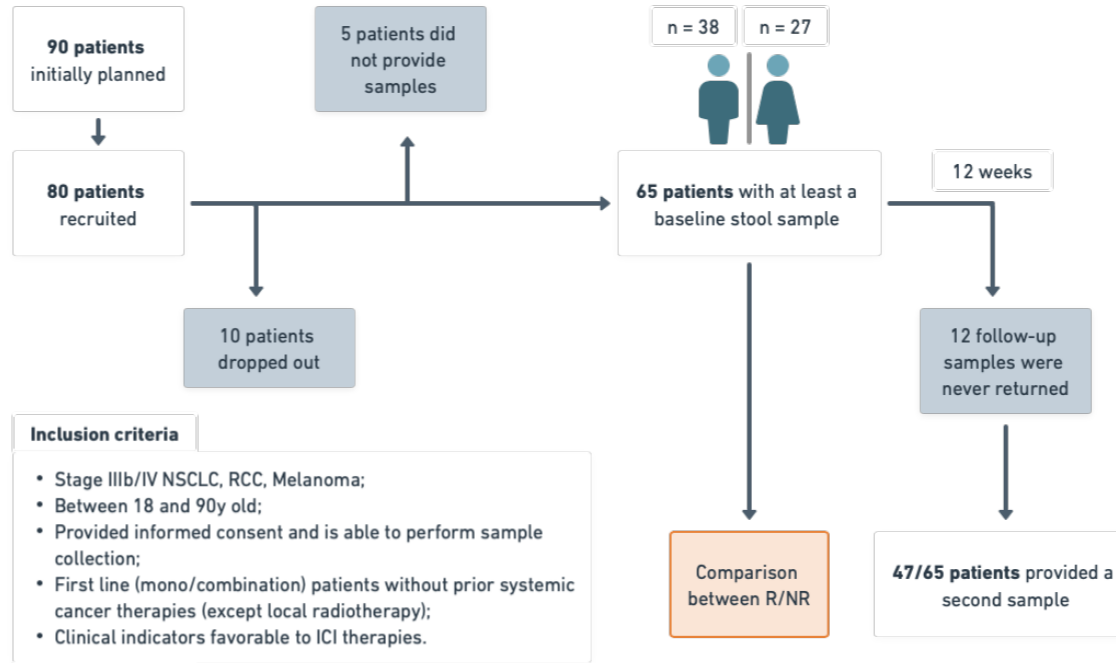 90 patients
initially planned
80 patients
recruited
5 patients did
not provide
samples
10 patients
dropped out
n = 38
n = 27
65 patients with at least a
baseline stool sample
12 weeks
12 follow-up
samples were
never returned
Comparison
between R/NR
47/65 patients provided a
second sample
Inclusion criteria
• Stage IIIb/IV NSCLC, RCC, Melanoma;
• Between 18 and 90y old;
• Provided informed consent and is able to perform sample
collection;
• First line (mono/combination) patients without prior systemic
cancer therapies (except local radiotherapy);
• Clinical indicators favorable to ICI therapies.